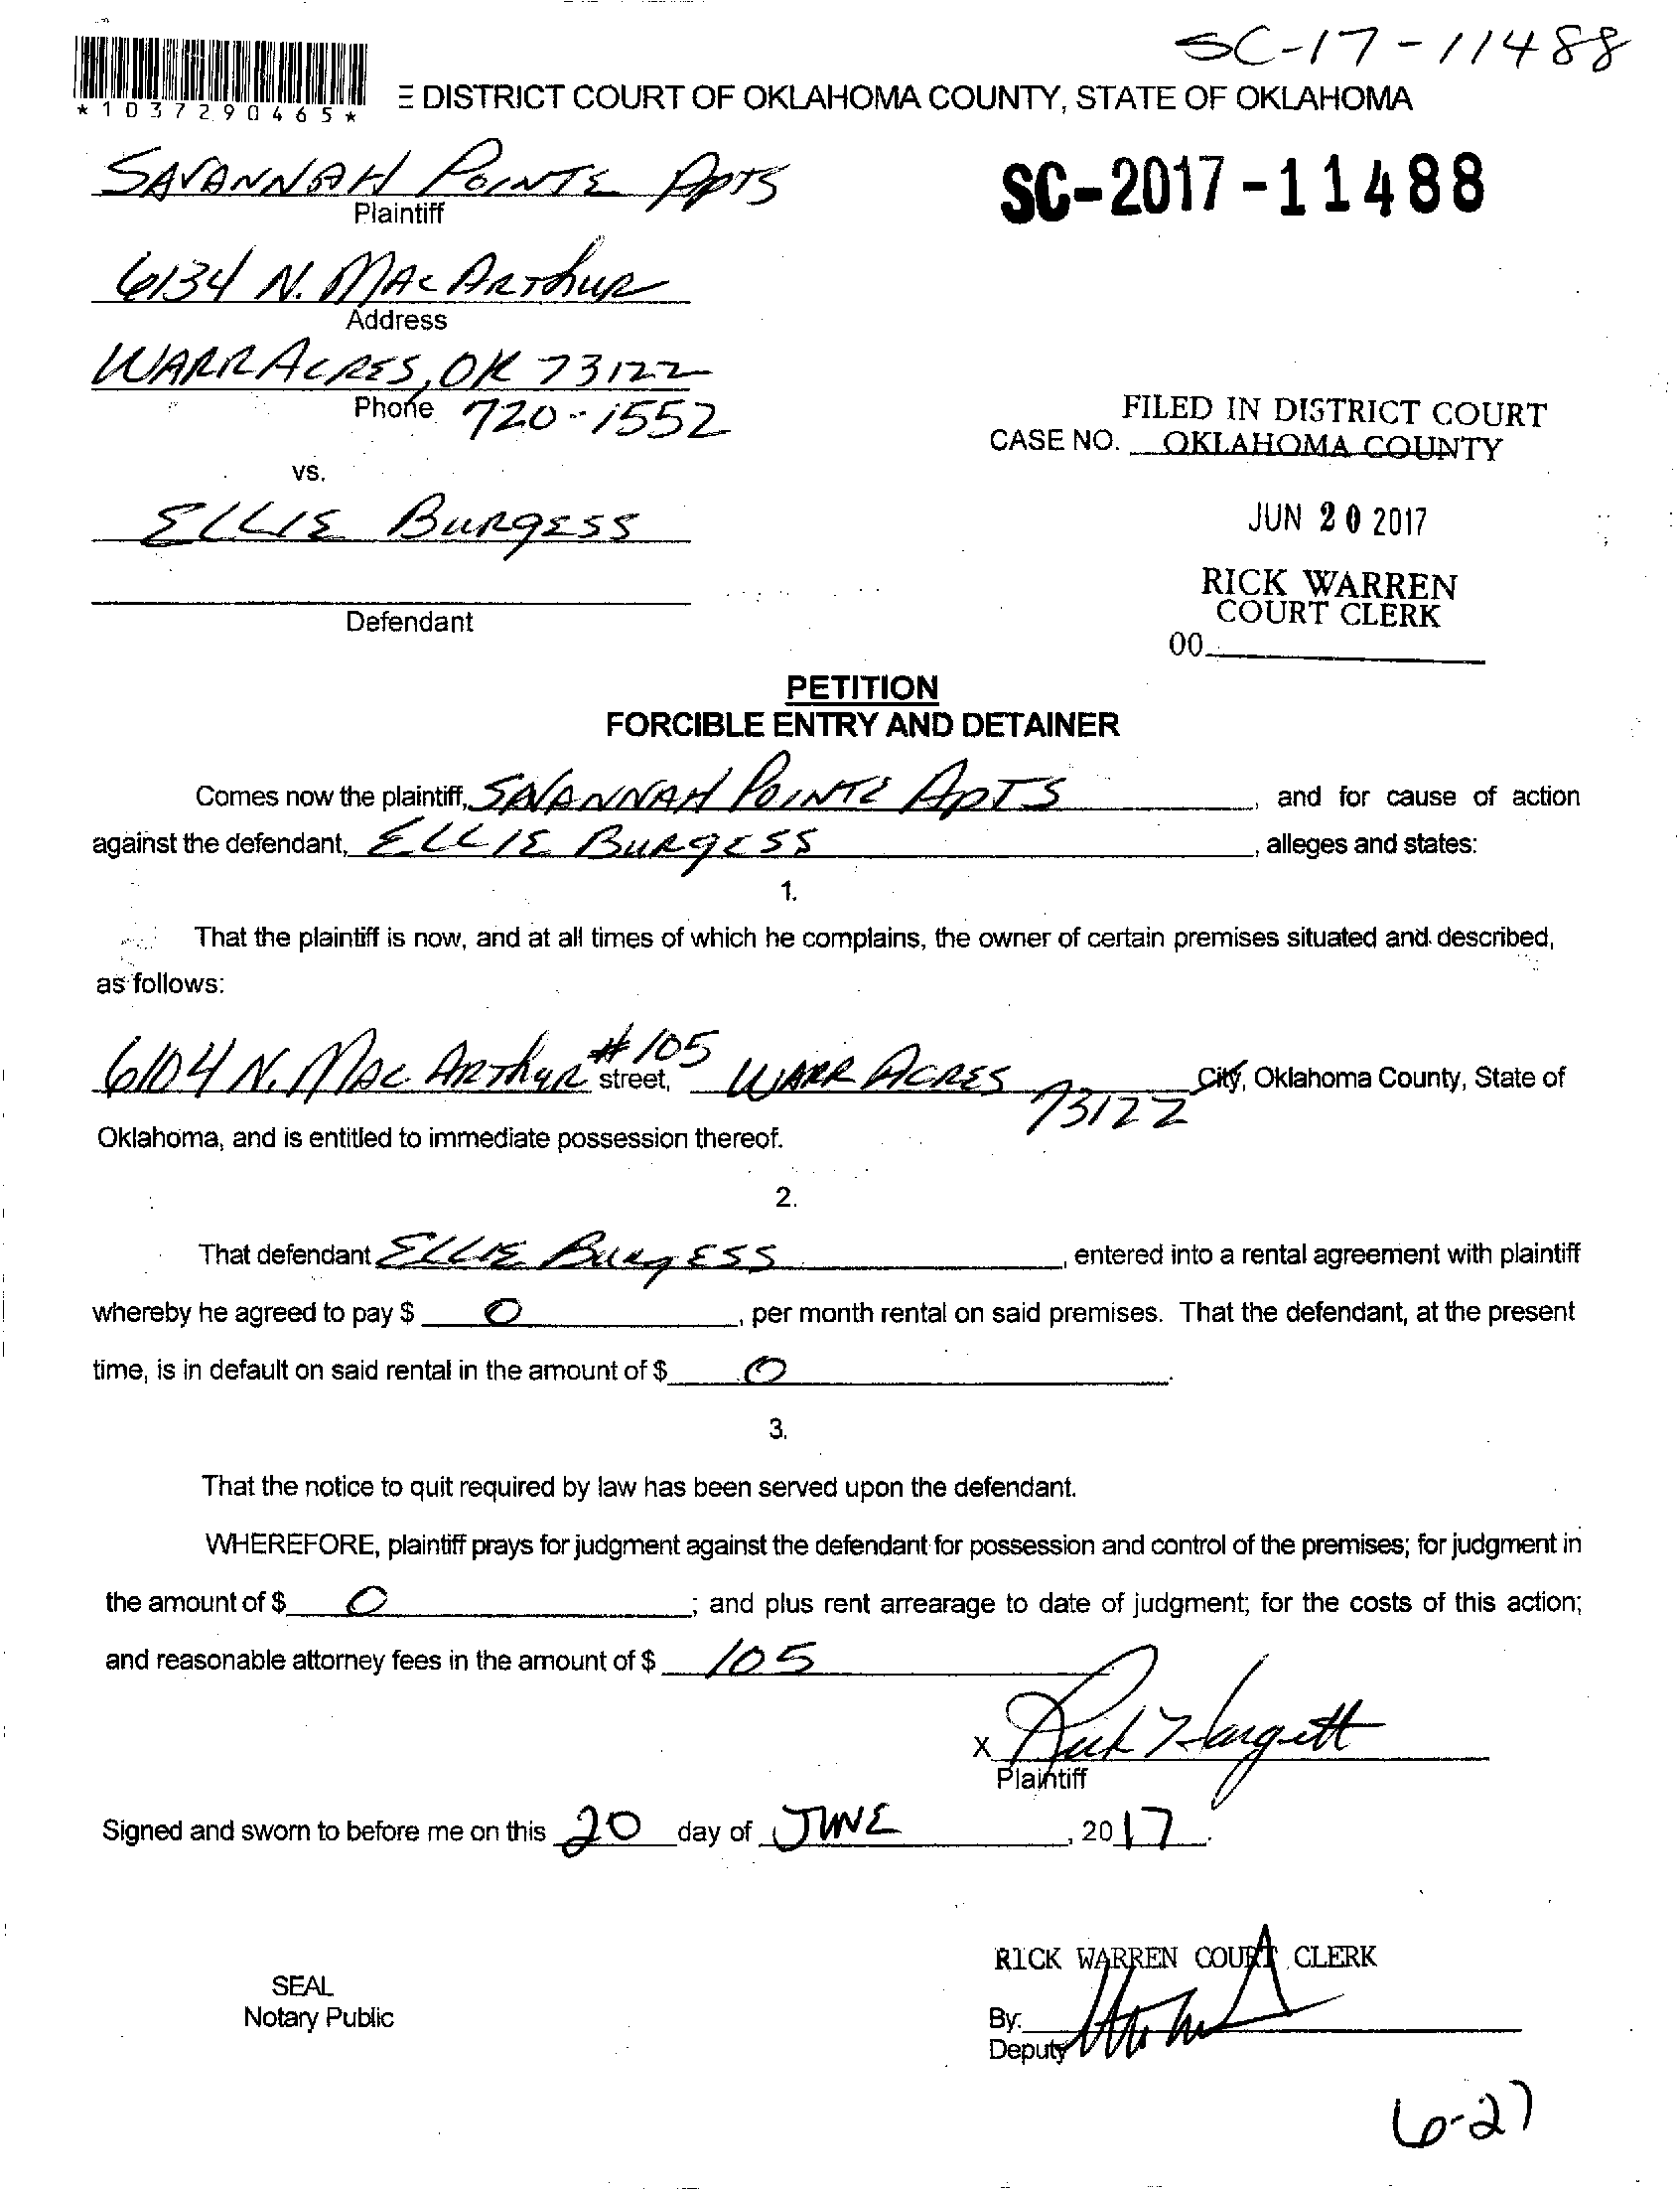 SC-17-11488
*1037290465*
E DISTRICT COURT OF OKLAHOMA COUNTY, STATE OF OKLAHOMA
SAVANNAH POINTE APTS
Plaintiff
SC-2017-11488
6134 N. MAC ARTHUR
Address
WARR ACRES, OK 73122
Phone 720-1552
FILED IN DISTRICT COURT
CASE NO. OKLAHOMA COUNTY
vs.
ELLIE BURGESS
JUN 20 2017
RICK WARREN
Defendant
COURT CLERK
00
PETITION
FORCIBLE ENTRY AND DETAINER
Comes now the plaintiff, SAVANNAH POINTE APTS, and for cause of action
against the defendant, ELLIE BURGESS, alleges and states:
1.
That the plaintiff is now, and at all times of which he complains, the owner of certain premises situated and described,
as follows:
6104 N. MAC ARTHUR #105 street, WARR ACRES 73122 City, Oklahoma County, State of
Oklahoma, and is entitled to immediate possession thereof.
2.
That defendant ELLIE BURGESS, entered into a rental agreement with plaintiff
whereby he agreed to pay $ 0, per month rental on said premises. That the defendant, at the present
time, is in default on said rental in the amount of $ 0.
3.
That the notice to quit required by law has been served upon the defendant.
WHEREFORE, plaintiff prays for judgment against the defendant for possession and control of the premises; for judgment in
the amount of $ 0; and plus rent arrearage to date of judgment; for the costs of this action;
and reasonable attorney fees in the amount of $ 105
X Rick Hargett
Plaintiff
Signed and sworn to before me on this 20 day of JUNE, 2017.
RICK WARREN COURT CLERK
SEAL
Notary Public
By:
Deputy
6-27